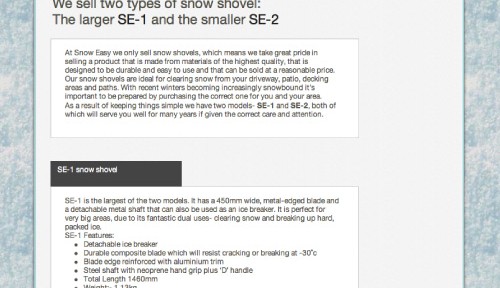 We sell two types of snow shovel:
The larger SE-1 and the smaller SE-2
At Snow Easy we only sell snow shovels, which means we take great pride in
selling a product that is made from materials of the highest quality, that is
designed to be durable and easy to use and that can be sold at a reasonable price.
Our snow shovels are ideal for clearing snow from your driveway, patio, decking
areas and paths. With recent winters becoming increasingly snowbound it's
important to be prepared by purchasing the correct one for you and your area.
As a result of keeping things simple we have two models- SE-1 and SE-2, both of
which will serve you well for many years if given the correct care and attention.
SE-1 snow shovel
SE-1 is the largest of the two models. It has a 450mm wide, metal-edged blade and
a detachable metal shaft that can also be used as an ice breaker. It is perfect for
very big areas, due to its fantastic dual uses- clearing snow and breaking up hard,
packed ice.
SE-1 Features:
• Detachable ice breaker
• Durable composite blade which will resist cracking or breaking at -30˚c
• Blade edge reinforced with aluminium trim
• Steel shaft with neoprene hand grip plus 'D' handle
• Total Length 1460mm
• Weight:- 1.13kg